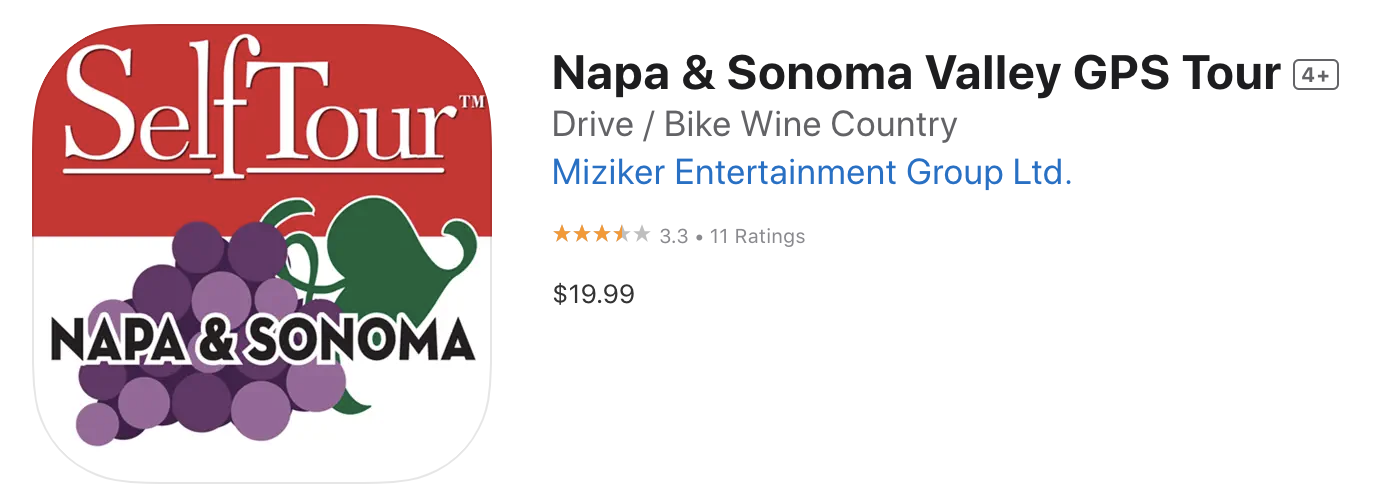 SelfTour™
NAPA & SONOMA
Napa & Sonoma Valley GPS Tour 4+
Drive / Bike Wine Country
Miziker Entertainment Group Ltd.
3.3 • 11 Ratings
$19.99